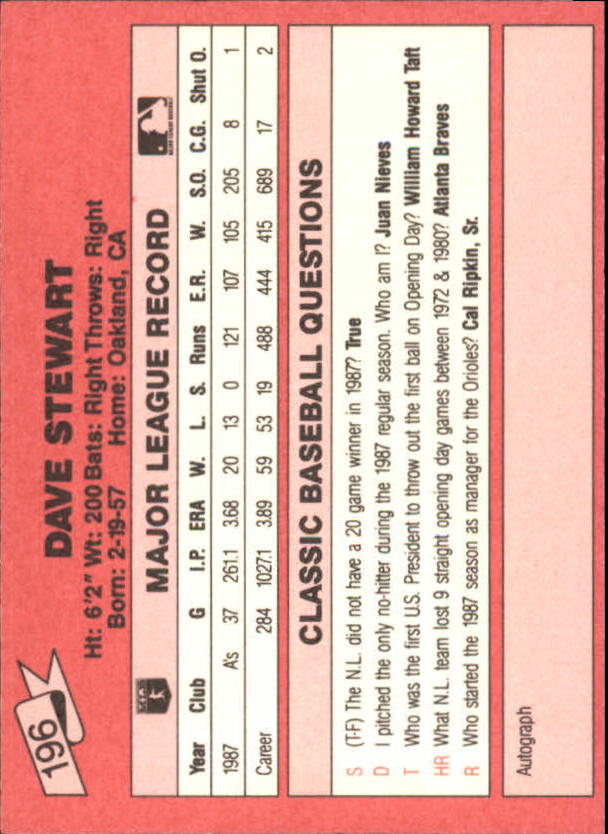 196
DAVE STEWART
Ht: 6'2" Wt: 200 Bats: Right Throws: Right
Born: 2-19-57 Home: Oakland, CA
MAJOR LEAGUE RECORD
Year Club G I.P. ERA W. L. S. Runs E.R. W. S.O. C.G. Shut O.
1987 A's 37 261.1 3.68 20 13 0 121 107 105 205 8 1
Career 284 1027.1 3.89 59 53 19 488 444 415 689 17 2
CLASSIC BASEBALL QUESTIONS
S (T-F) The N.L. did not have a 20 game winner in 1987? True
D I pitched the only no-hitter during the 1987 regular season. Who am I? Juan Nieves
T Who was the first U.S. President to throw out the first ball on Opening Day? William Howard Taft
HR What N.L. team lost 9 straight opening day games between 1972 & 1980? Atlanta Braves
R Who started the 1987 season as manager for the Orioles? Cal Ripkin, Sr.
Autograph